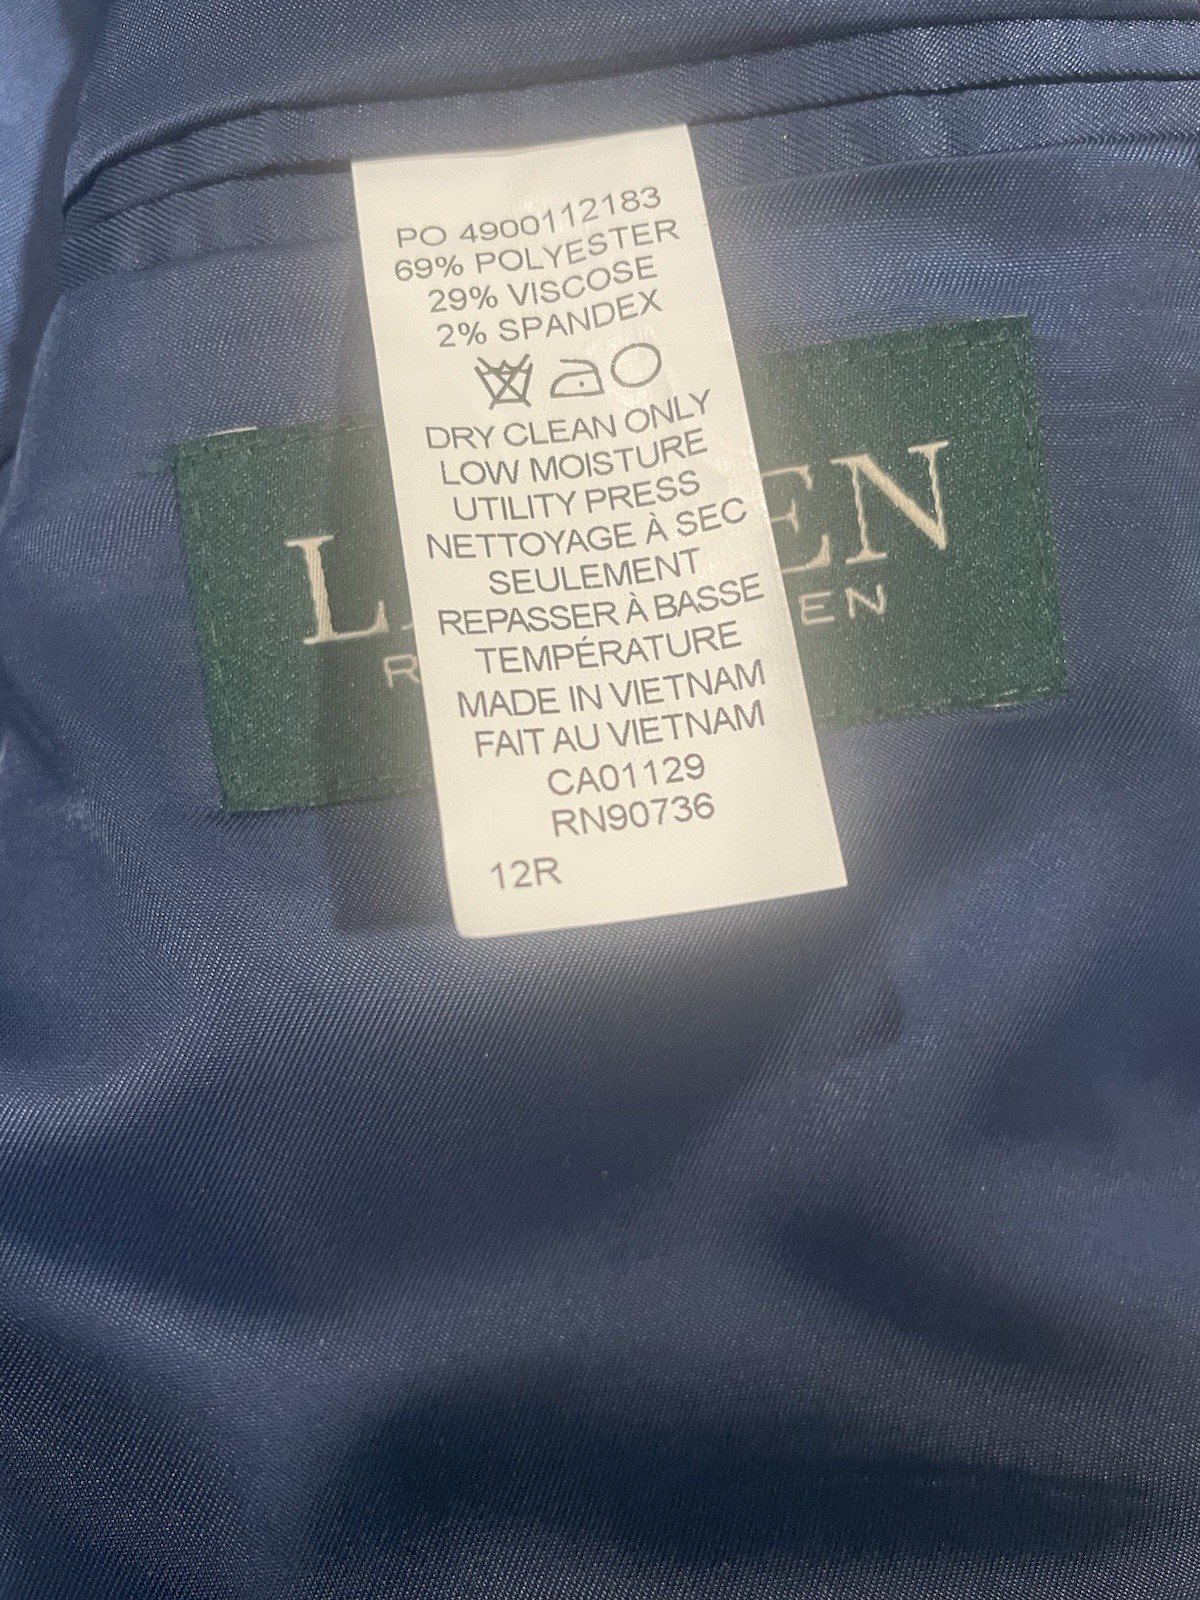 PO 4900112183
69% POLYESTER
29% VISCOSE
2% SPANDEX
DRY CLEAN ONLY
LOW MOISTURE
UTILITY PRESS
NETTOYAGE À SEC
SEULEMENT
REPASSER À BASSE
TEMPÉRATURE
MADE IN VIETNAM
FAIT AU VIETNAM
CA01129
RN90736
12R